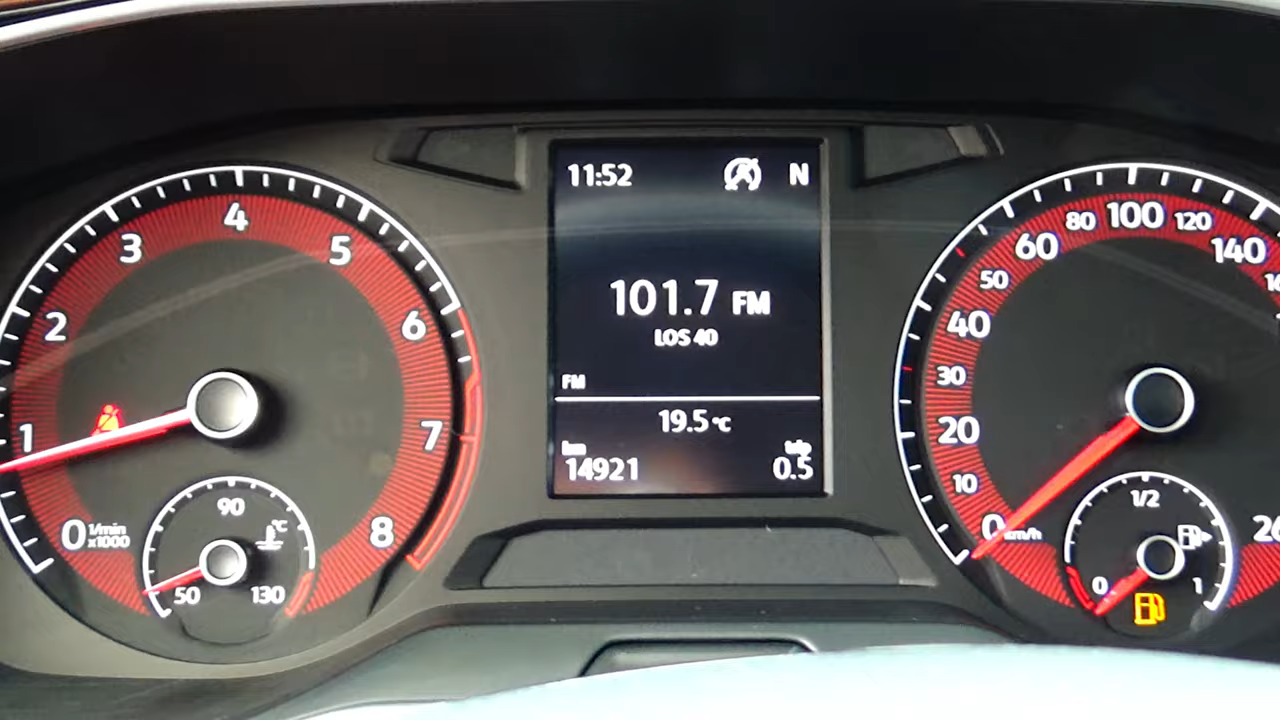 11:52 N
101.7 FM
LOS 40
FM
19.5 °C
km trip
14921 0.5
0 1 2 3 4 5 6 7 8
1/min
x1000
50 90 130
°C
0 10 20 30 40 50 60 80 100 120 140
km/h
0 1/2 1